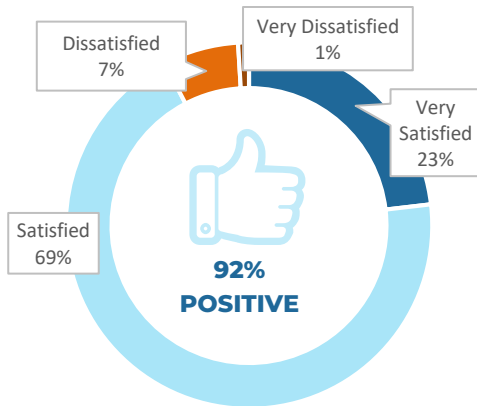 Dissatisfied
7%
Very Dissatisfied
1%
Very
Satisfied
23%
Satisfied
69%
92%
POSITIVE